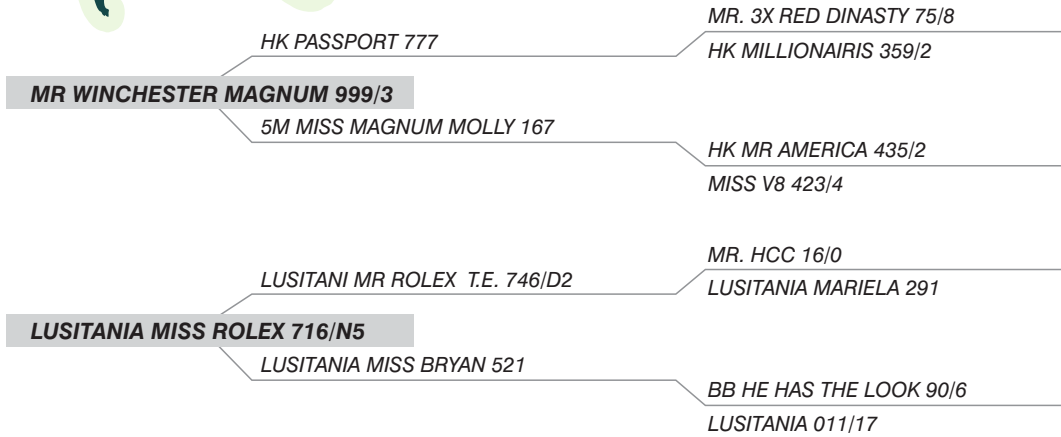 MR. 3X RED DINASTY 75/8
HK PASSPORT 777
HK MILLIONAIRIS 359/2
MR WINCHESTER MAGNUM 999/3
5M MISS MAGNUM MOLLY 167
HK MR AMERICA 435/2
MISS V8 423/4
MR. HCC 16/0
LUSITANI MR ROLEX T.E. 746/D2
LUSITANIA MARIELA 291
LUSITANIA MISS ROLEX 716/N5
LUSITANIA MISS BRYAN 521
BB HE HAS THE LOOK 90/6
LUSITANIA 011/17